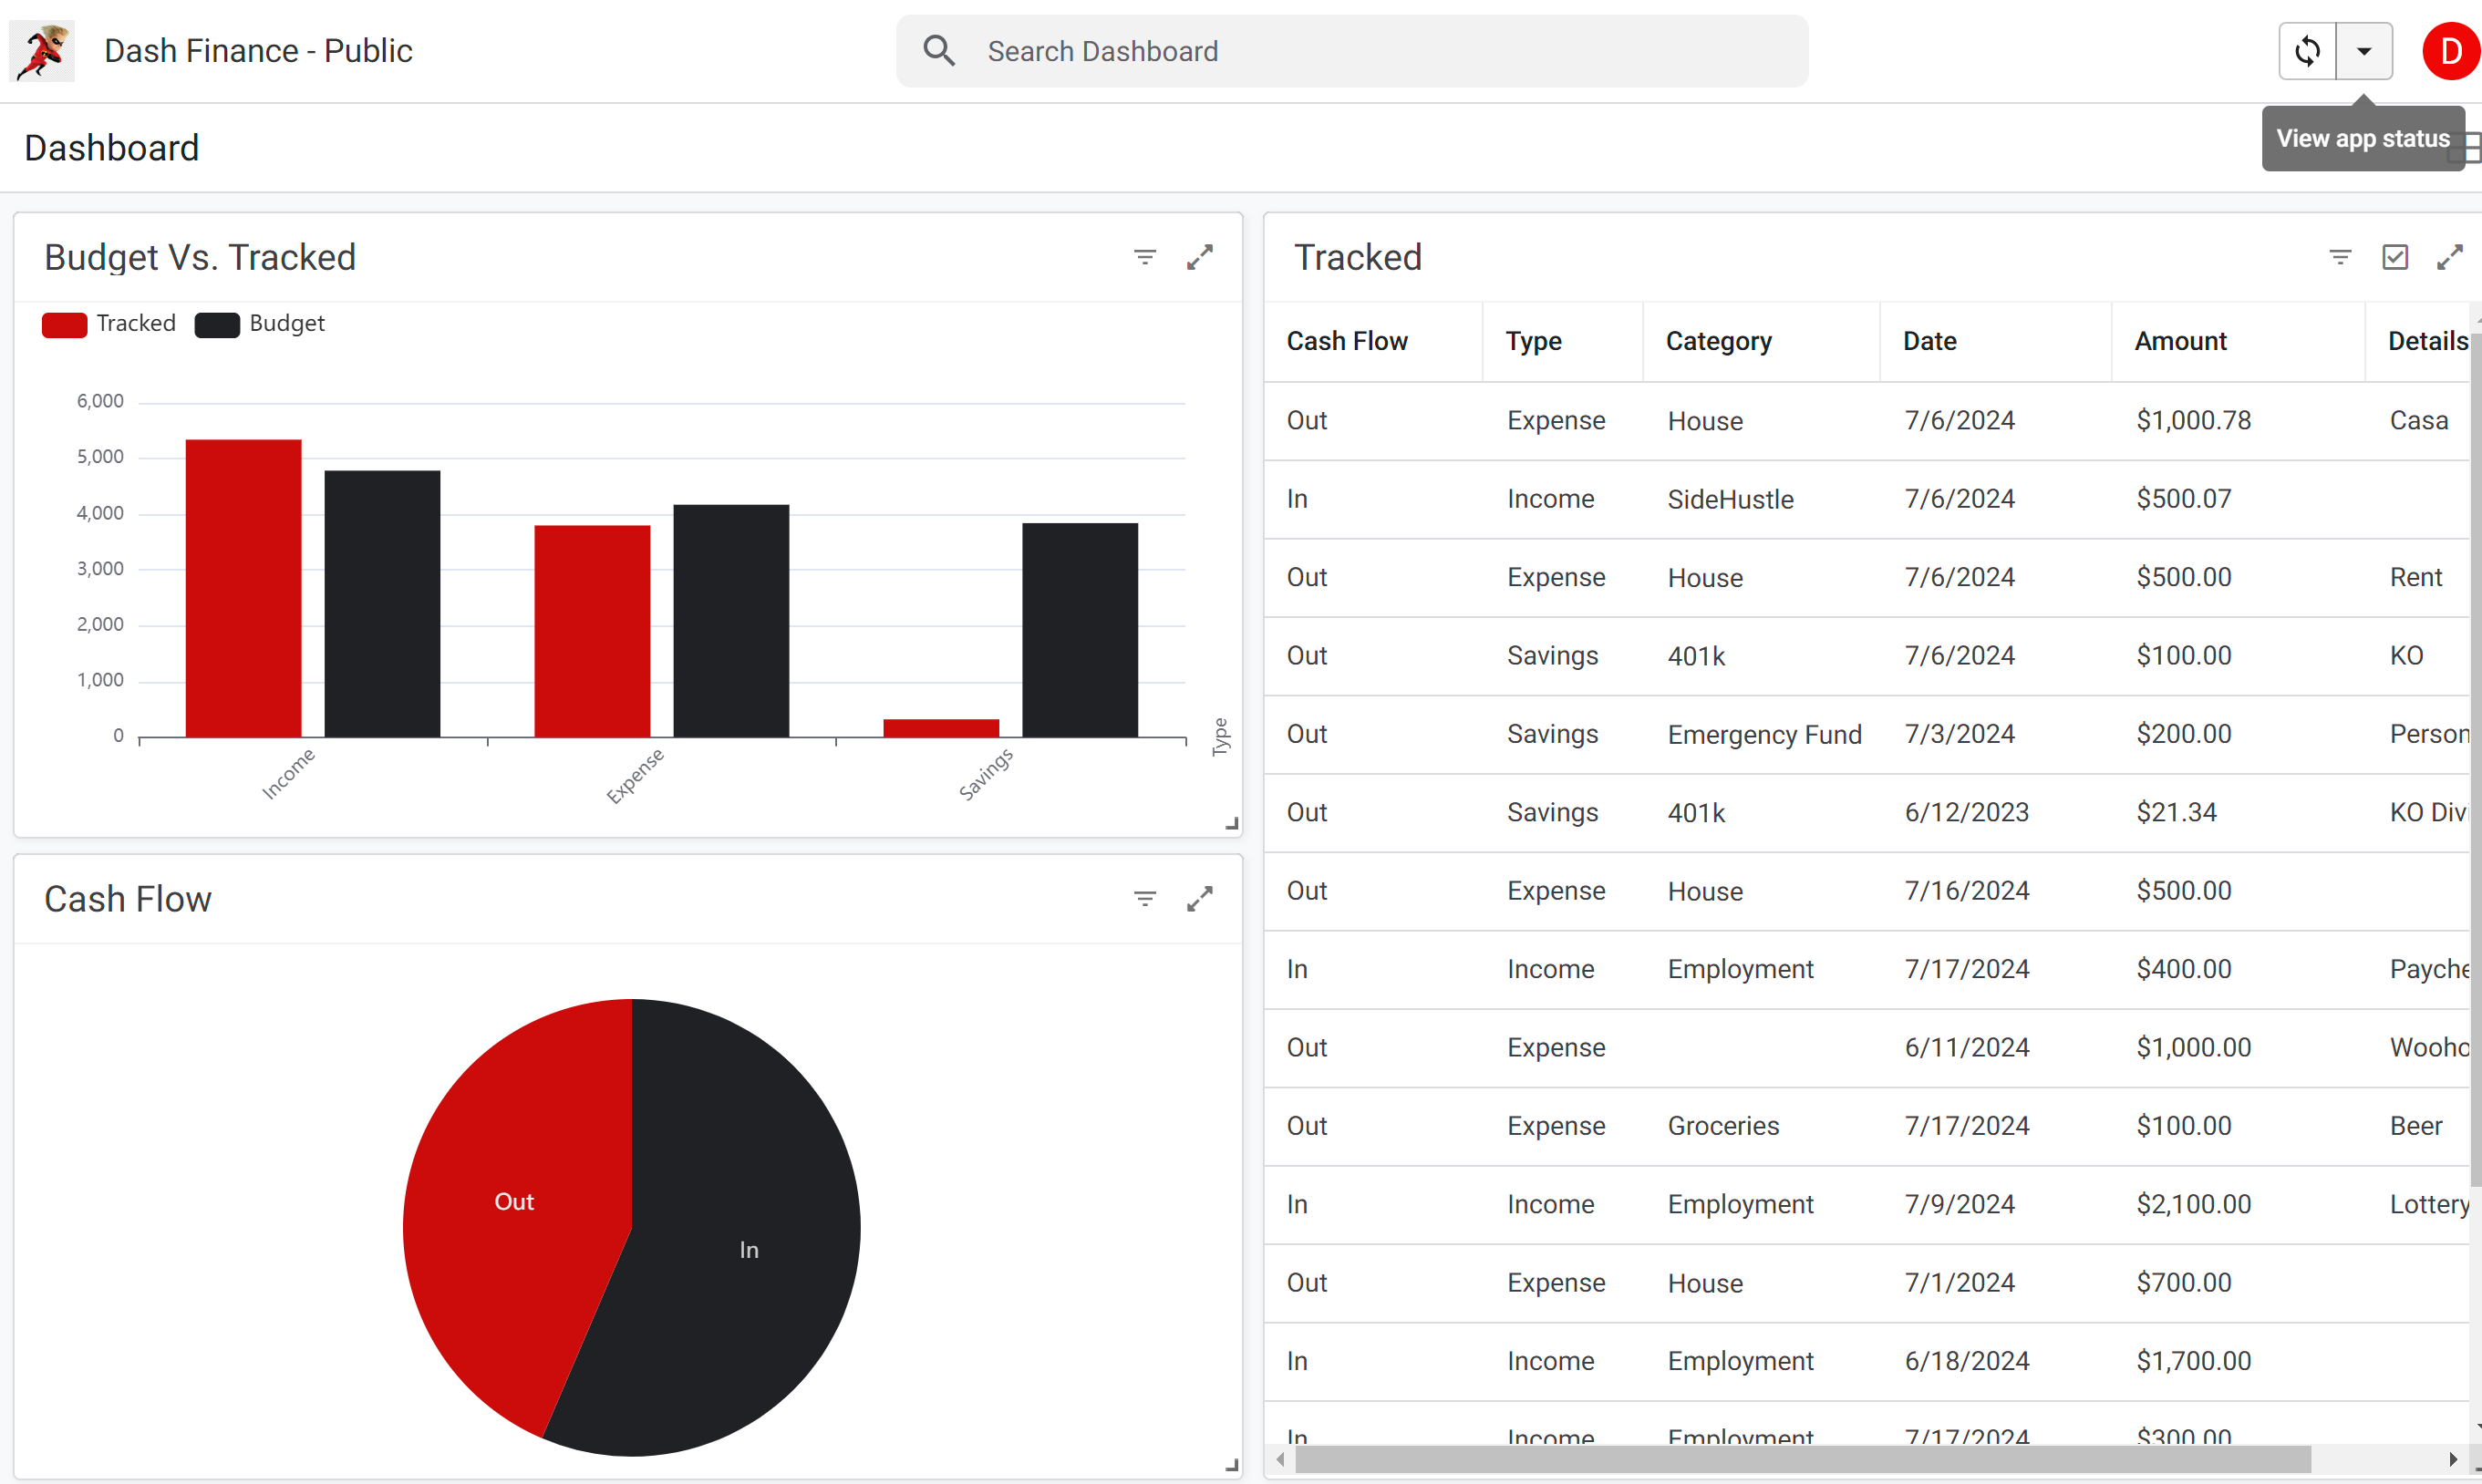 Dash Finance - Public
Search Dashboard
D
View app status
Dashboard
Budget Vs. Tracked
Tracked Budget
6,000
5,000
4,000
3,000
2,000
1,000
0
Income Expense Savings Type
Cash Flow
Out
In
Tracked
Cash Flow Type Category Date Amount Details
Out Expense House 7/6/2024 $1,000.78 Casa
In Income SideHustle 7/6/2024 $500.07
Out Expense House 7/6/2024 $500.00 Rent
Out Savings 401k 7/6/2024 $100.00 KO
Out Savings Emergency Fund 7/3/2024 $200.00 Person
Out Savings 401k 6/12/2023 $21.34 KO Divi
Out Expense House 7/16/2024 $500.00
In Income Employment 7/17/2024 $400.00 Payche
Out Expense 6/11/2024 $1,000.00 Wooho
Out Expense Groceries 7/17/2024 $100.00 Beer
In Income Employment 7/9/2024 $2,100.00 Lottery
Out Expense House 7/1/2024 $700.00
In Income Employment 6/18/2024 $1,700.00
In Income Employment 7/17/2024 $300.00